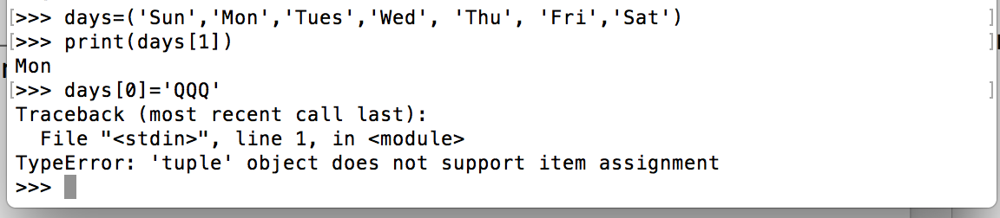 [>>> days=('Sun','Mon','Tues','Wed', 'Thu', 'Fri','Sat') ]
[>>> print(days[1]) ]
Mon
[>>> days[0]='QQQ' ]
Traceback (most recent call last):
  File "<stdin>", line 1, in <module>
TypeError: 'tuple' object does not support item assignment
>>>